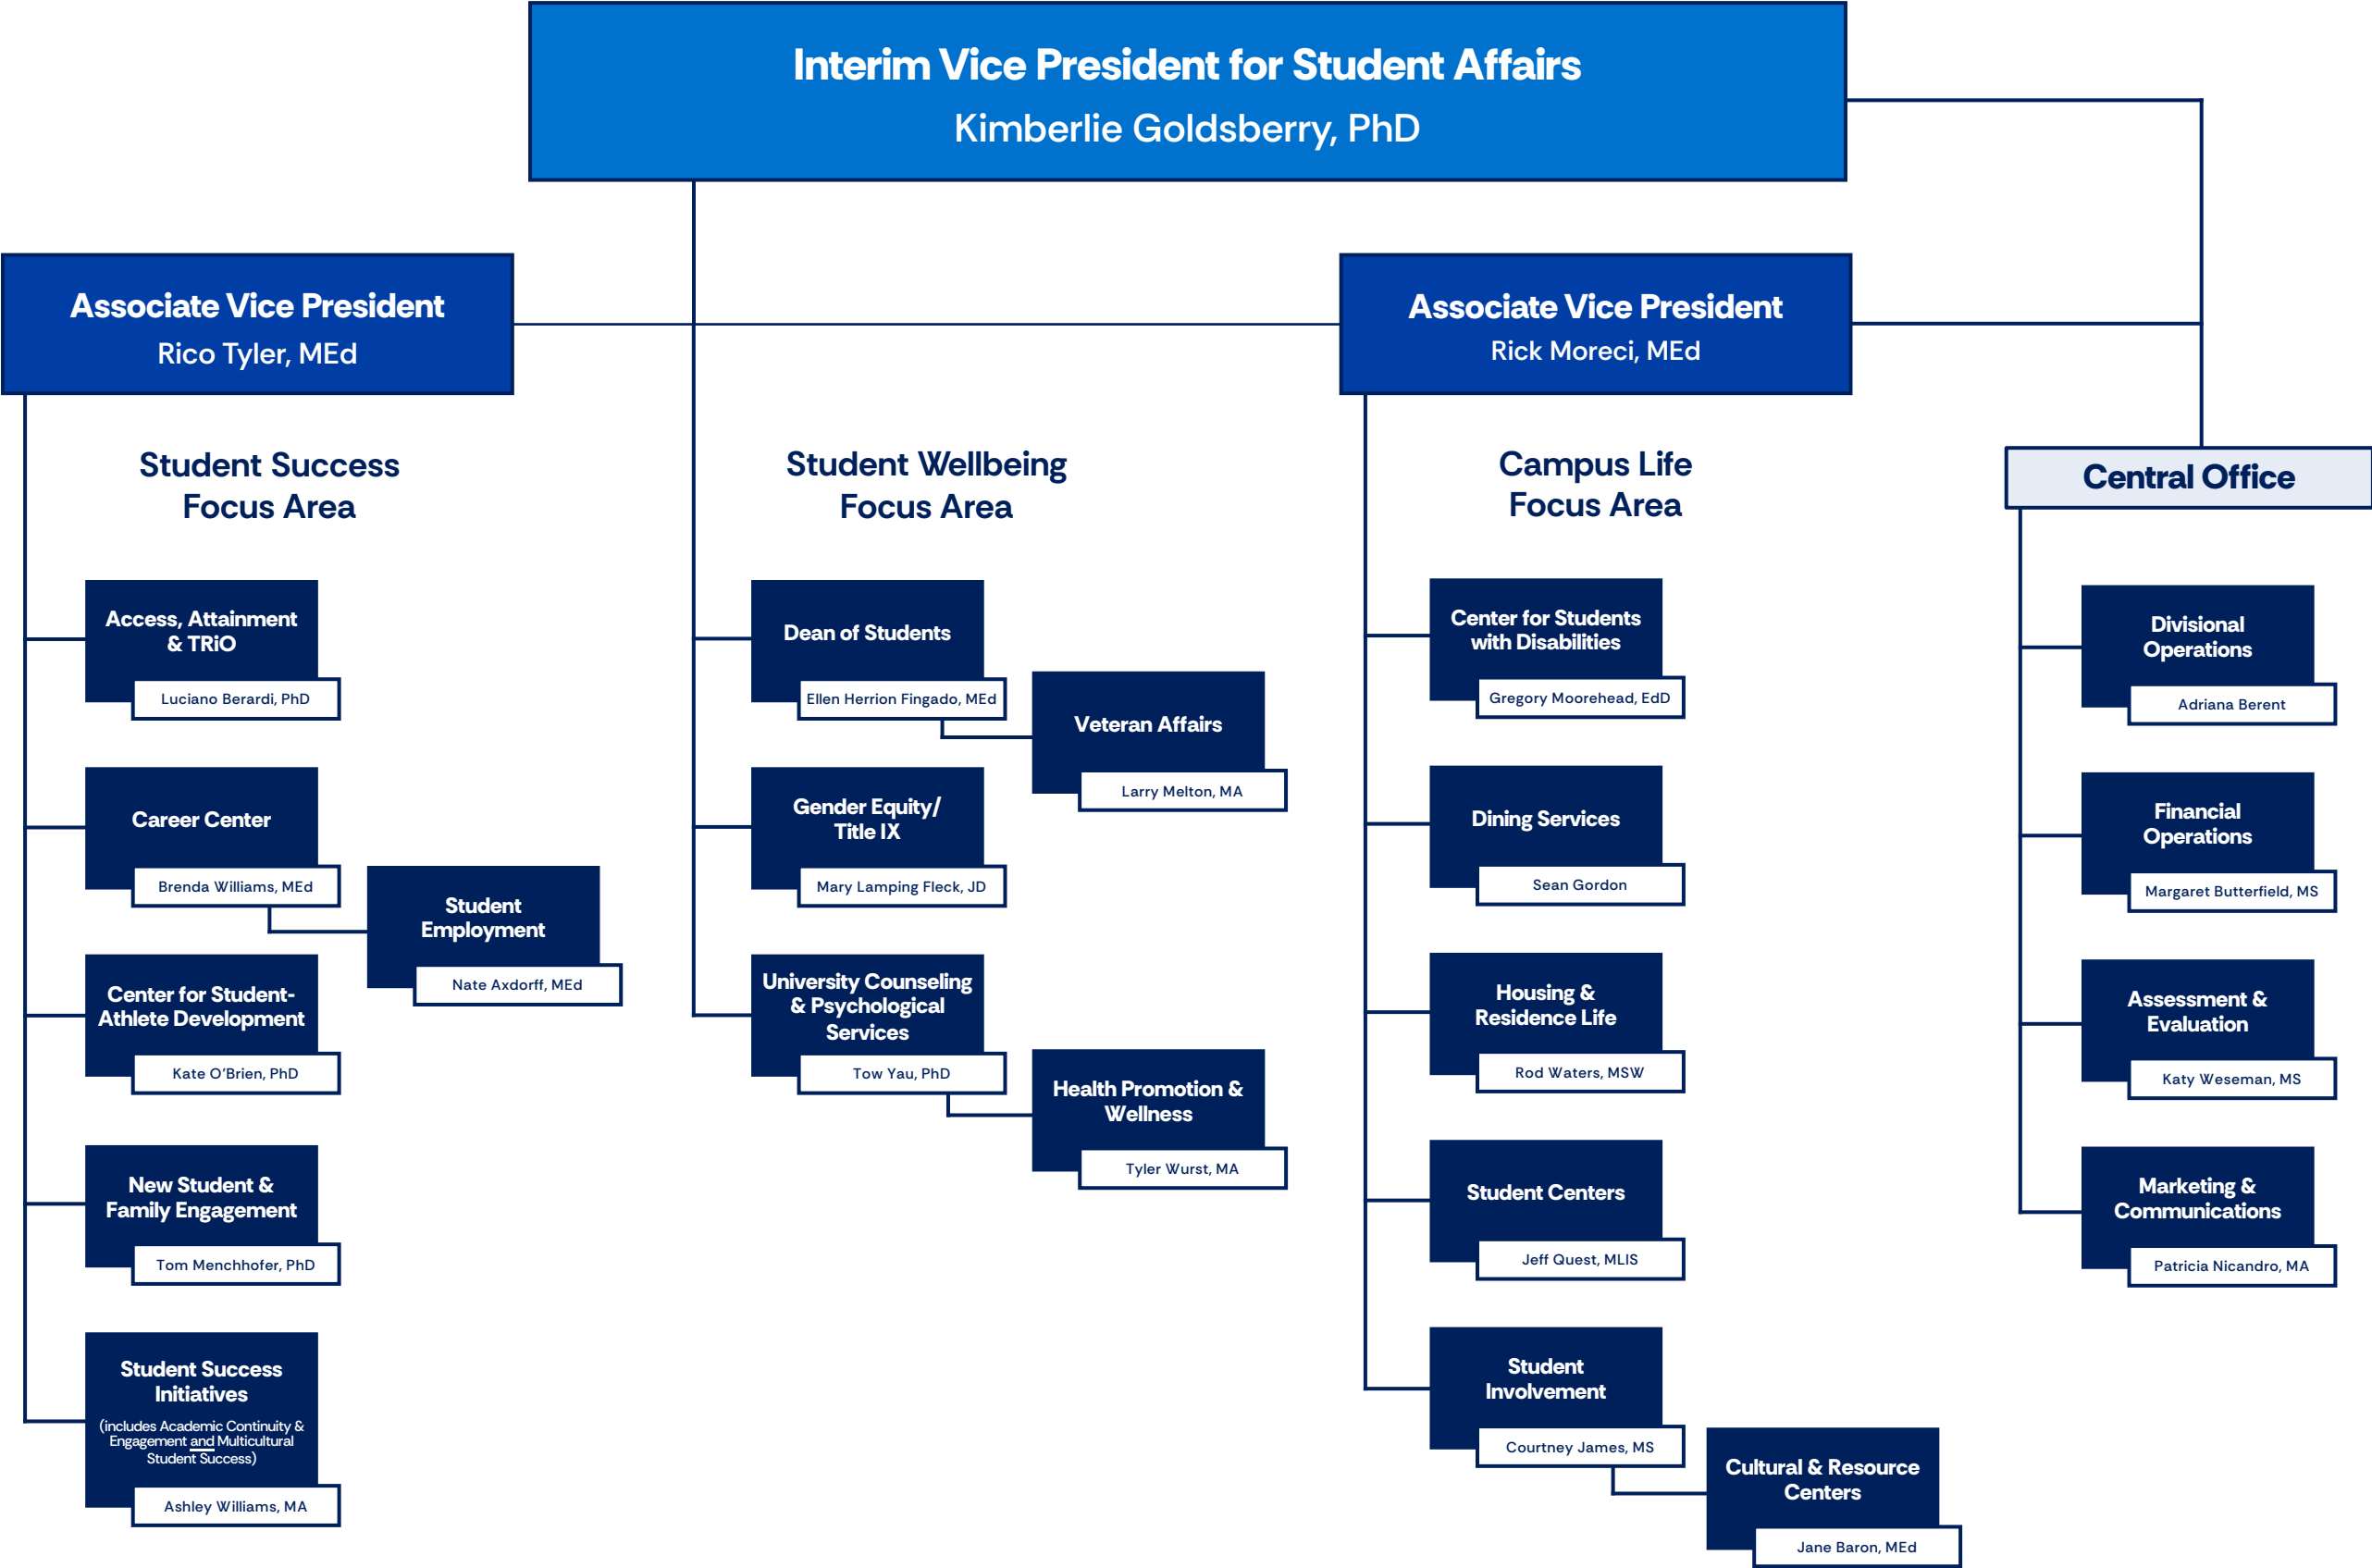 Interim Vice President for Student Affairs
Kimberlie Goldsberry, PhD
Associate Vice President
Rico Tyler, MEd
Associate Vice President
Rick Moreci, MEd
Student Success
Focus Area
Access, Attainment
& TRiO
Luciano Berardi, PhD
Career Center
Brenda Williams, MEd
Student
Employment
Nate Axdorff, MEd
Center for Student-
Athlete Development
Kate O'Brien, PhD
New Student &
Family Engagement
Tom Menchhofer, PhD
Student Success
Initiatives
(includes Academic Continuity &
Engagement and Multicultural
Student Success)
Ashley Williams, MA
Student Wellbeing
Focus Area
Dean of Students
Ellen Herrion Fingado, MEd
Veteran Affairs
Larry Melton, MA
Gender Equity/
Title IX
Mary Lamping Fleck, JD
University Counseling
& Psychological
Services
Tow Yau, PhD
Health Promotion &
Wellness
Tyler Wurst, MA
Campus Life
Focus Area
Center for Students
with Disabilities
Gregory Moorehead, EdD
Dining Services
Sean Gordon
Housing &
Residence Life
Rod Waters, MSW
Student Centers
Jeff Quest, MLIS
Student
Involvement
Courtney James, MS
Cultural & Resource
Centers
Jane Baron, MEd
Central Office
Divisional
Operations
Adriana Berent
Financial
Operations
Margaret Butterfield, MS
Assessment &
Evaluation
Katy Weseman, MS
Marketing &
Communications
Patricia Nicandro, MA